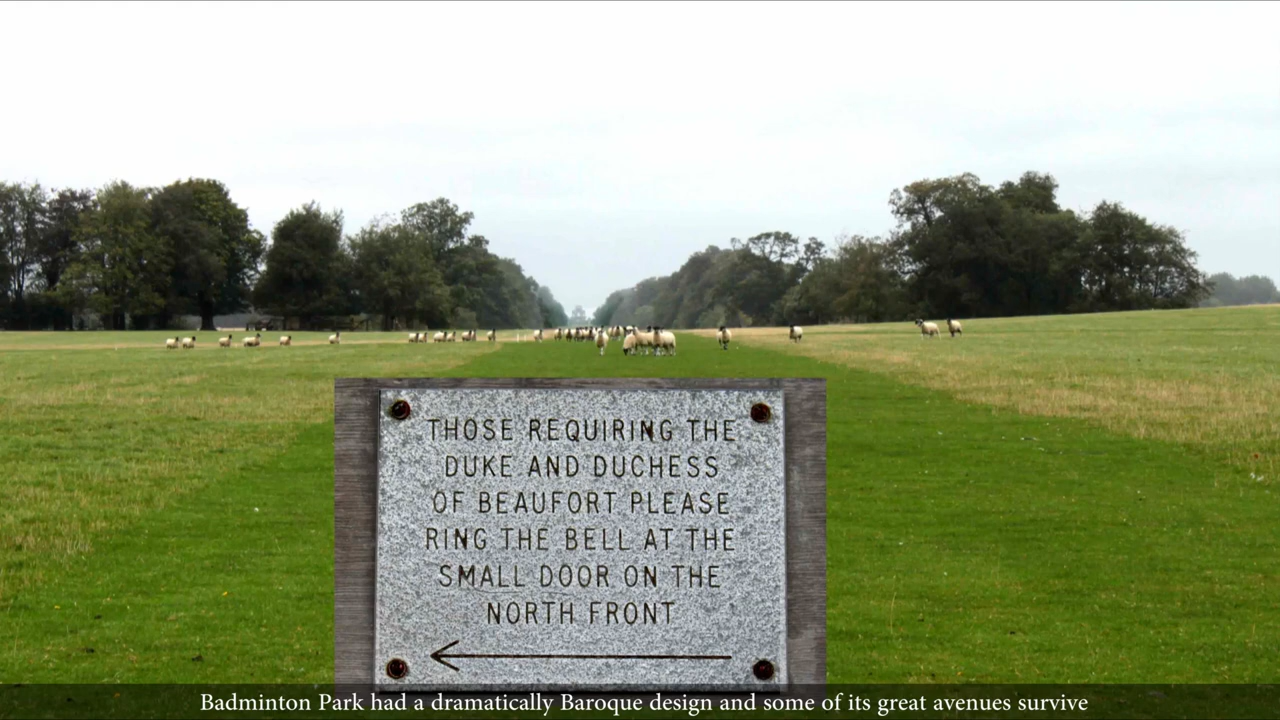 THOSE REQUIRING THE
DUKE AND DUCHESS
OF BEAUFORT PLEASE
RING THE BELL AT THE
SMALL DOOR ON THE
NORTH FRONT
Badminton Park had a dramatically Baroque design and some of its great avenues survive